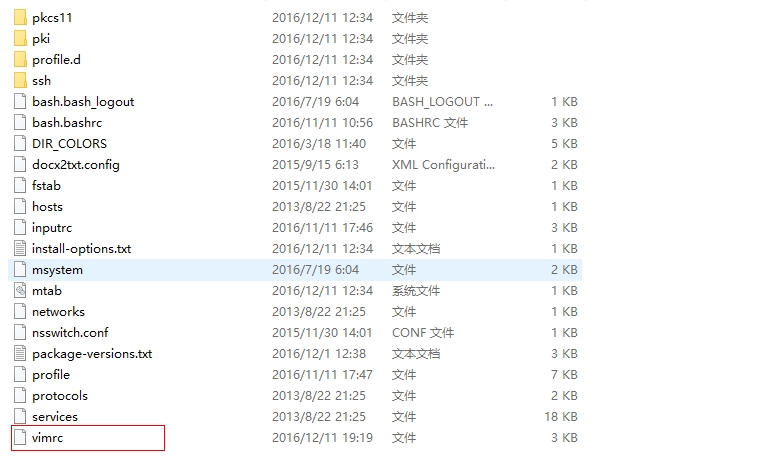 pkcs11 2016/12/11 12:34 文件夹
pki 2016/12/11 12:34 文件夹
profile.d 2016/12/11 12:34 文件夹
ssh 2016/12/11 12:34 文件夹
bash.bash_logout 2016/7/19 6:04 BASH_LOGOUT ... 1 KB
bash.bashrc 2016/11/11 10:56 BASHRC 文件 3 KB
DIR_COLORS 2016/3/18 11:40 文件 5 KB
docx2txt.config 2015/9/15 6:13 XML Configurati... 2 KB
fstab 2015/11/30 14:01 文件 1 KB
hosts 2013/8/22 21:25 文件 1 KB
inputrc 2016/11/11 17:46 文件 3 KB
install-options.txt 2016/12/11 12:34 文本文档 1 KB
msystem 2016/7/19 6:04 文件 2 KB
mtab 2016/12/11 12:34 系统文件 1 KB
networks 2013/8/22 21:25 文件 1 KB
nsswitch.conf 2015/11/30 14:01 CONF 文件 1 KB
package-versions.txt 2016/12/1 12:38 文本文档 3 KB
profile 2016/11/11 17:47 文件 7 KB
protocols 2013/8/22 21:25 文件 2 KB
services 2013/8/22 21:25 文件 18 KB
vimrc 2016/12/11 19:19 文件 3 KB